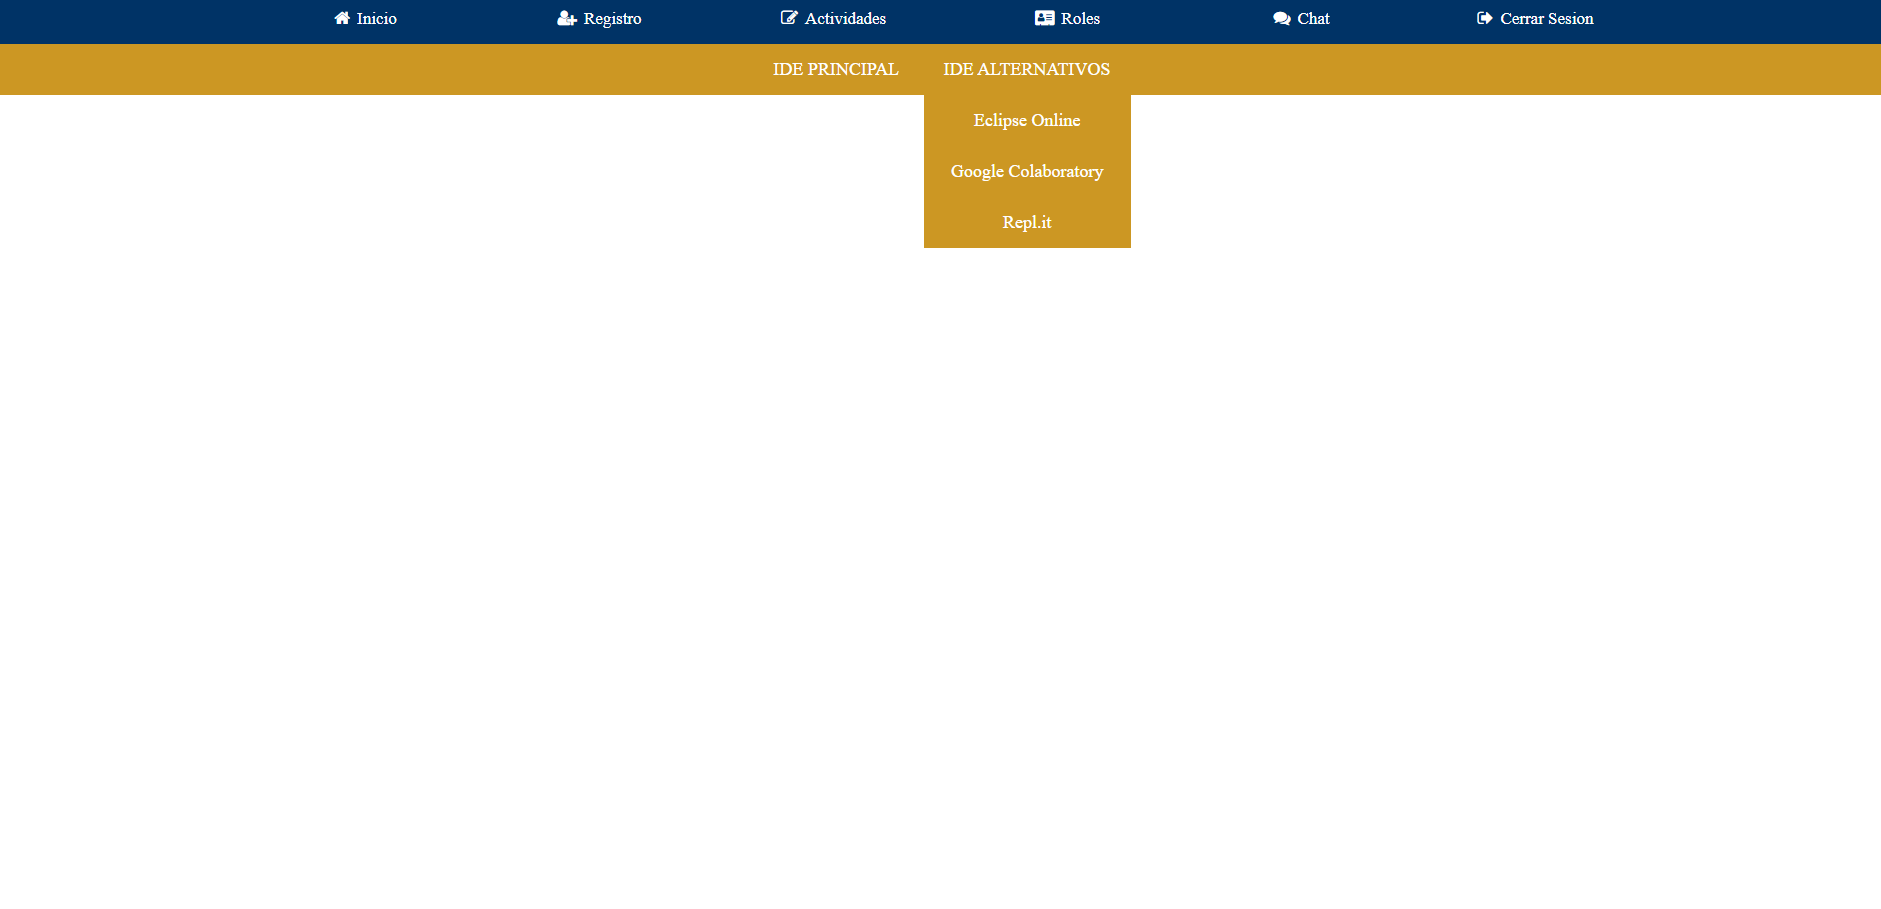 Inicio Registro Actividades Roles Chat Cerrar Sesion
IDE PRINCIPAL IDE ALTERNATIVOS
Eclipse Online
Google Colaboratory
Repl.it